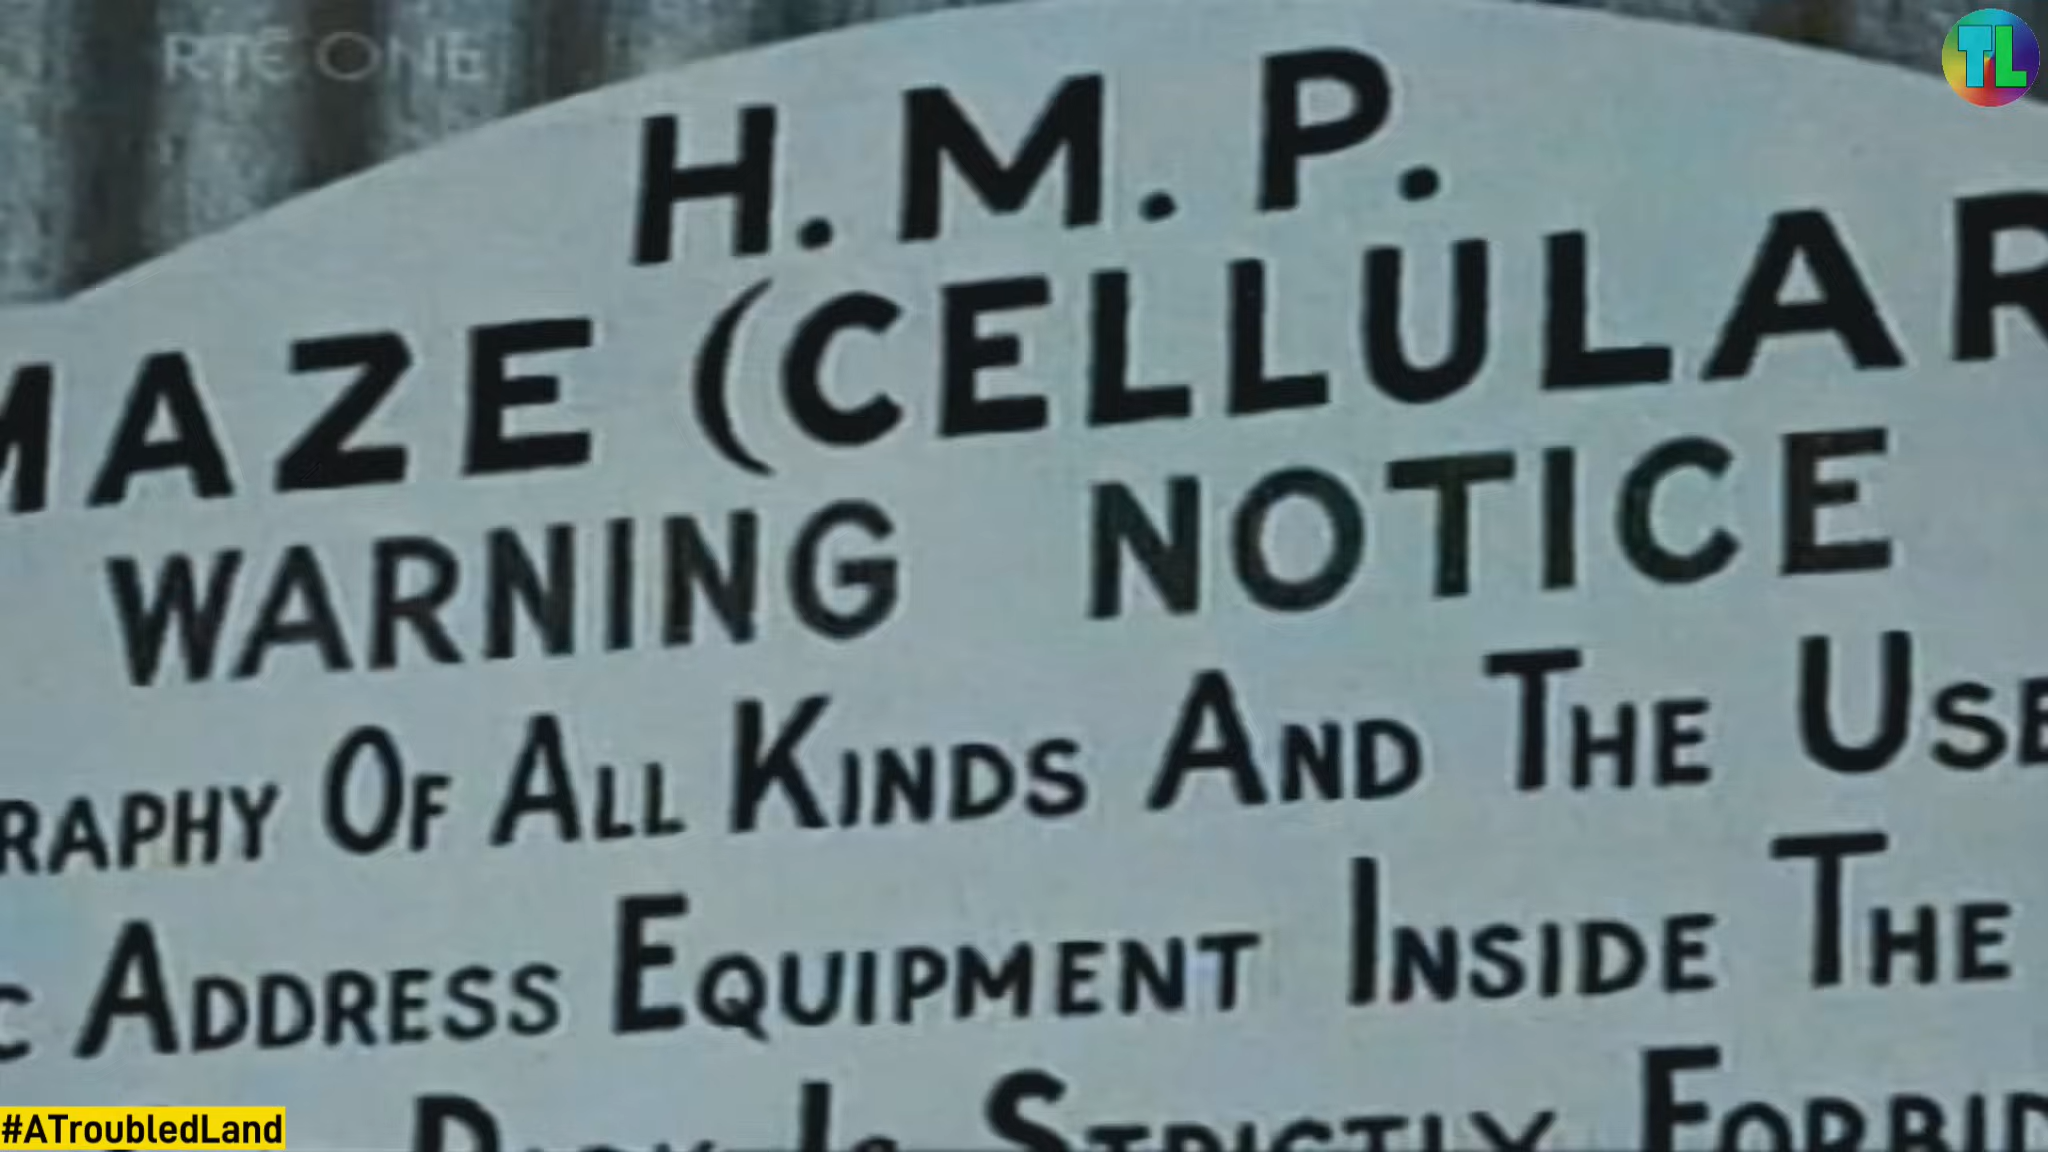 RTÉ ONE
TL
H.M.P.
MAZE (CELLULAR
WARNING NOTICE
RAPHY OF ALL KINDS AND THE USE
C ADDRESS EQUIPMENT INSIDE THE
IS STRICTLY FORBID
#ATroubledLand